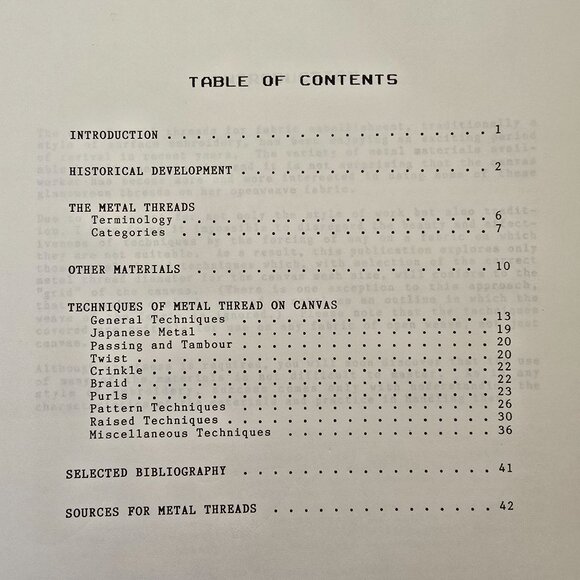 TABLE OF CONTENTS
INTRODUCTION . . . . . . . . . . . . . . . . . . . . . . . 1
HISTORICAL DEVELOPMENT . . . . . . . . . . . . . . . . . . 2
THE METAL THREADS
Terminology . . . . . . . . . . . . . . . . . . . . . 6
Categories . . . . . . . . . . . . . . . . . . . . . 7
OTHER MATERIALS . . . . . . . . . . . . . . . . . . . . . 10
TECHNIQUES OF METAL THREAD ON CANVAS
General Techniques . . . . . . . . . . . . . . . . . 13
Japanese Metal . . . . . . . . . . . . . . . . . . . 19
Passing and Tambour . . . . . . . . . . . . . . . . . 20
Twist . . . . . . . . . . . . . . . . . . . . . . . . 20
Crinkle . . . . . . . . . . . . . . . . . . . . . . . 22
Braid . . . . . . . . . . . . . . . . . . . . . . . . 22
Purls . . . . . . . . . . . . . . . . . . . . . . . . 23
Pattern Techniques . . . . . . . . . . . . . . . . . 26
Raised Techniques . . . . . . . . . . . . . . . . . . 30
Miscellaneous Techniques . . . . . . . . . . . . . . 36
SELECTED BIBLIOGRAPHY . . . . . . . . . . . . . . . . . 41
SOURCES FOR METAL THREADS . . . . . . . . . . . . . . . 42